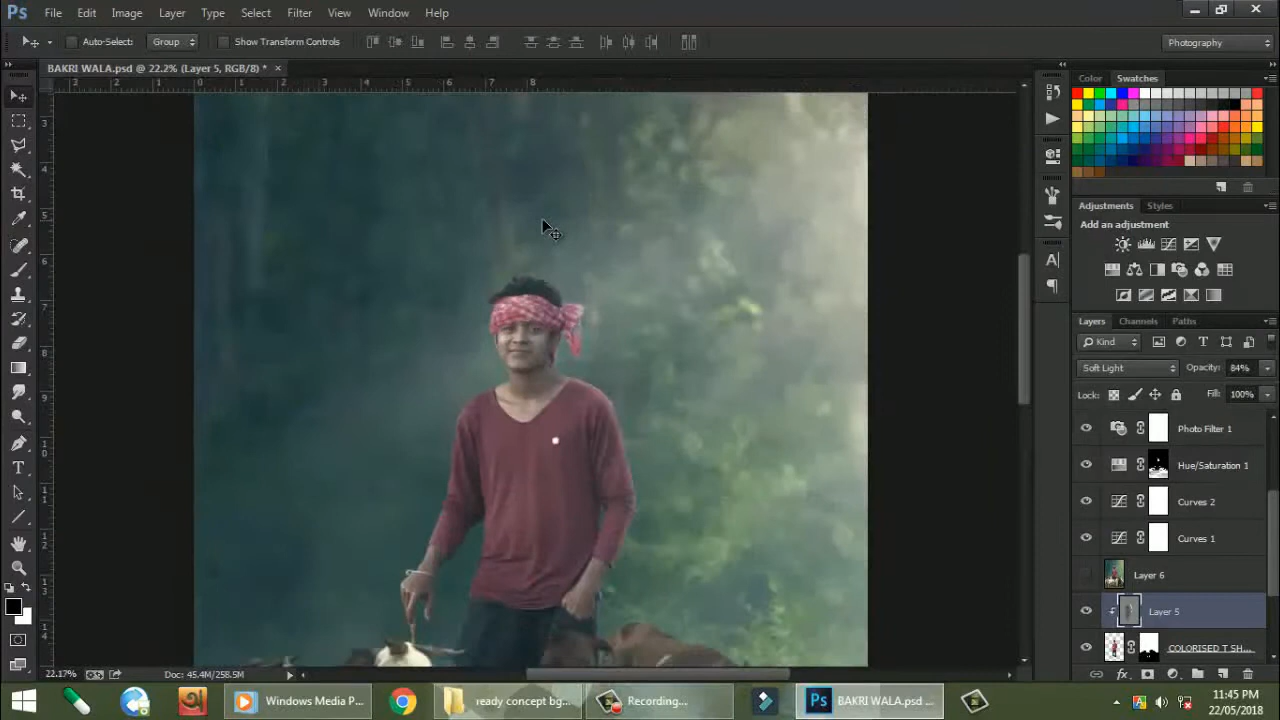 Ps File Edit Image Layer Type Select Filter 3D View Window Help
Auto-Select: Group Show Transform Controls Photography
BAKRI WALA.psd @ 22.2% (Layer 5, RGB/8) * ×
Color Swatches
Adjustments Styles
Add an adjustment
Layers Channels Paths
Kind
Soft Light Opacity: 84%
Lock: Fill: 100%
Photo Filter 1
Hue/Saturation 1
Curves 2
Curves 1
Layer 6
Layer 5
COLORISED T SH...
22.17% Doc: 45.4M/258.5M
Windows Media P... ready concept bg... Recording... Ps BAKRI WALA.psd ...
11:45 PM
22/05/2018